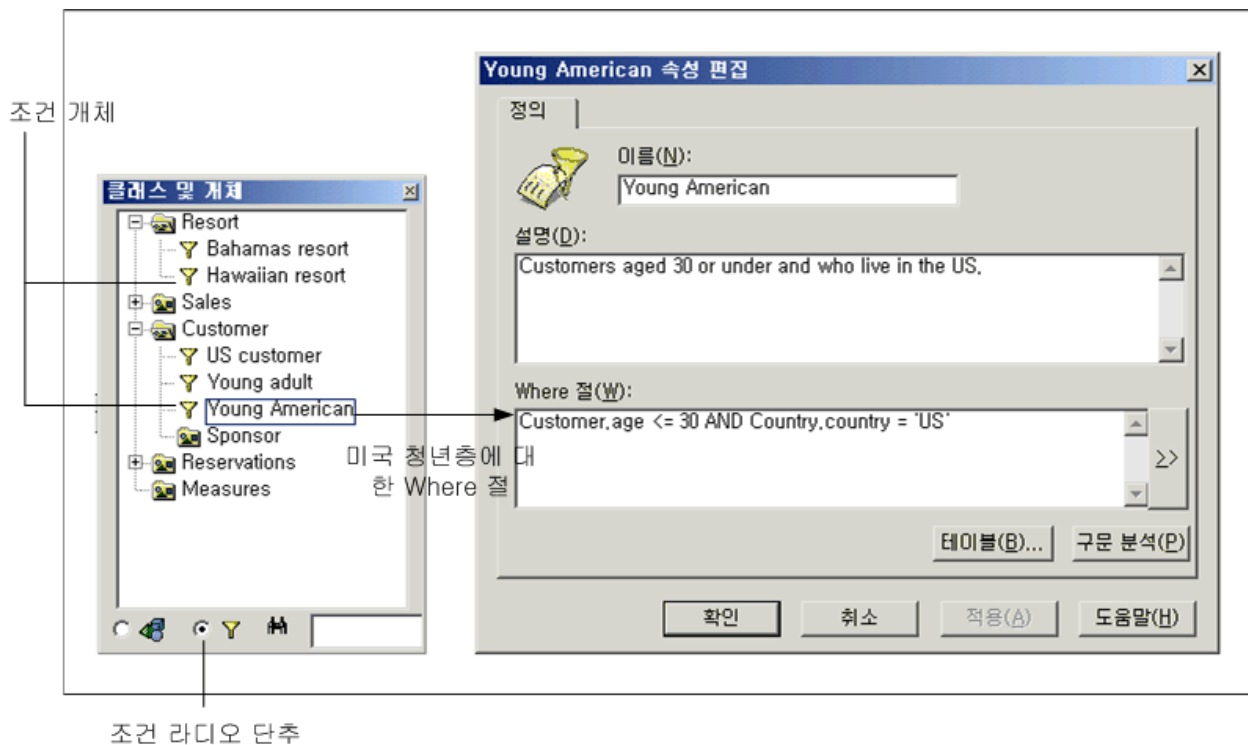 조건 개체
클래스 및 개체
Resort
Bahamas resort
Hawaiian resort
Sales
Customer
US customer
Young adult
Young American
Sponsor
Reservations
Measures
미국 청년층에 대
한 Where 절
조건 라디오 단추
Young American 속성 편집
정의
이름(N):
Young American
설명(D):
Customers aged 30 or under and who live in the US.
Where 절(W):
Customer.age <= 30 AND Country.country = 'US'
>>
테이블(B)...
구문 분석(P)
확인
취소
적용(A)
도움말(H)